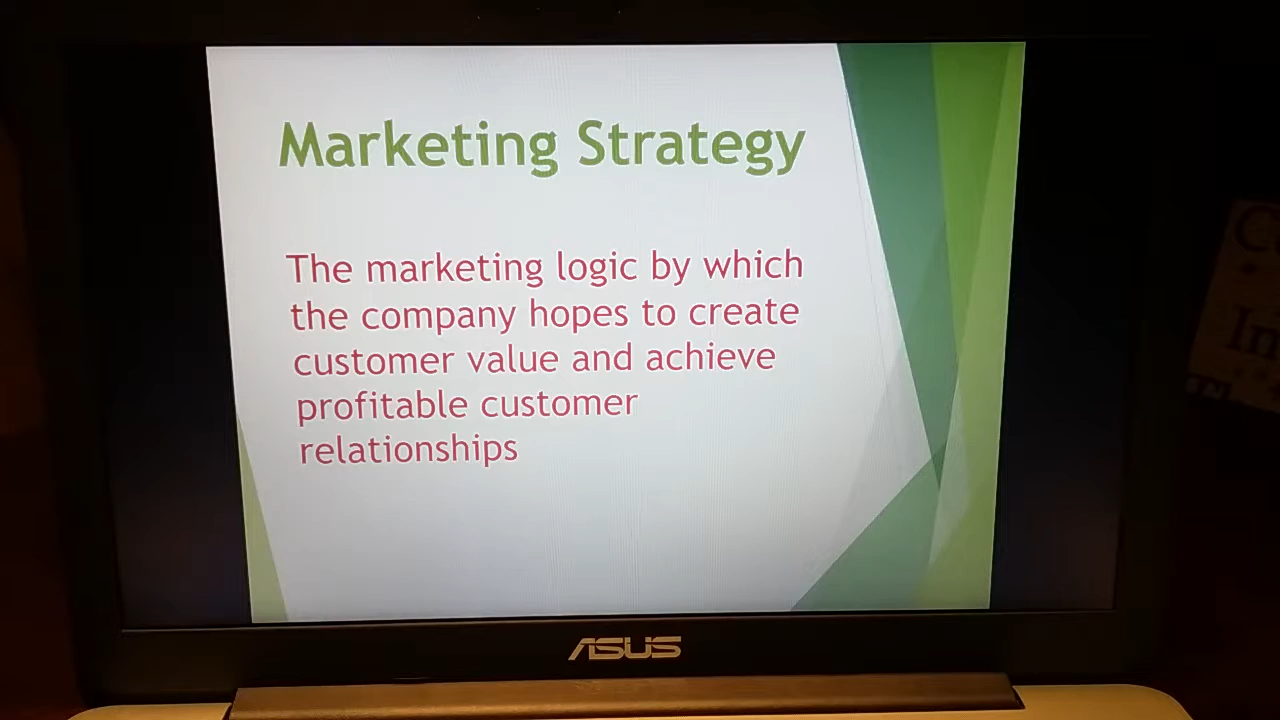 Marketing Strategy
The marketing logic by which
the company hopes to create
customer value and achieve
profitable customer
relationships
ASUS